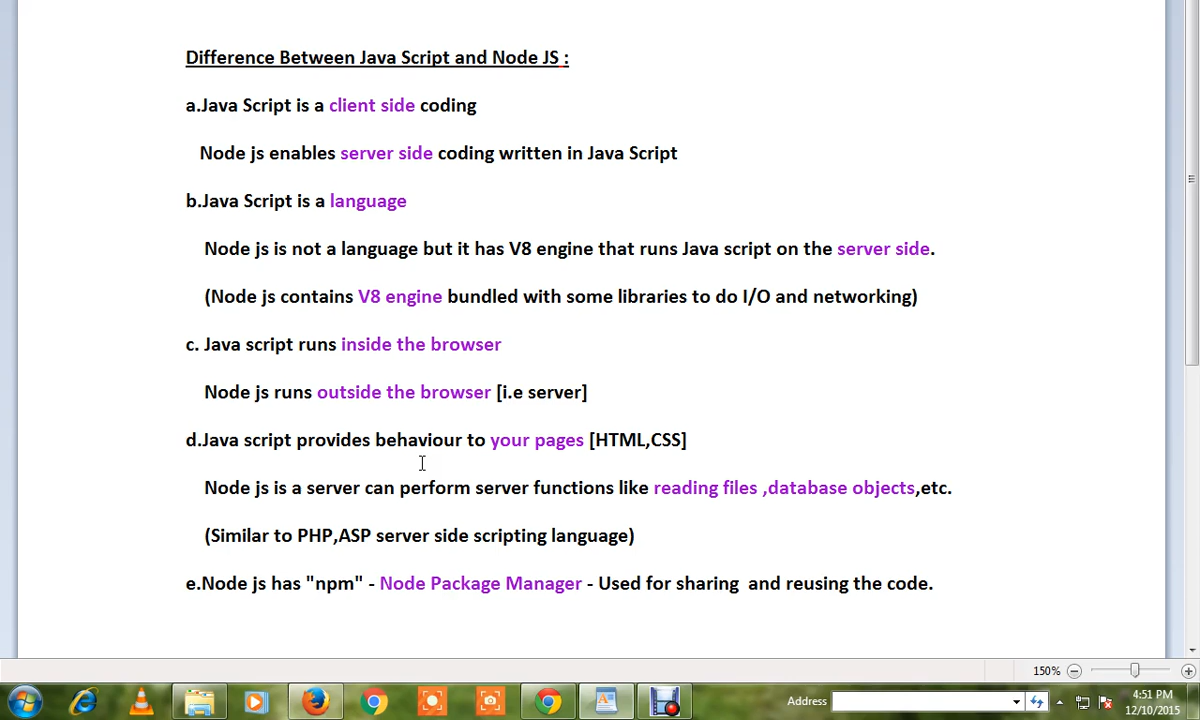 Difference Between Java Script and Node JS :
a.Java Script is a client side coding
Node js enables server side coding written in Java Script
b.Java Script is a language
Node js is not a language but it has V8 engine that runs Java script on the server side.
(Node js contains V8 engine bundled with some libraries to do I/O and networking)
c. Java script runs inside the browser
Node js runs outside the browser [i.e server]
d.Java script provides behaviour to your pages [HTML,CSS]
Node js is a server can perform server functions like reading files ,database objects,etc.
(Similar to PHP,ASP server side scripting language)
e.Node js has "npm" - Node Package Manager - Used for sharing  and reusing the code.
150%
Address
4:51 PM
12/10/2015